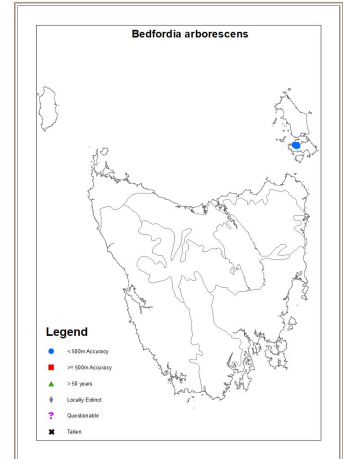 Bedfordia arborescens
Legend
< 500m Accuracy
>= 500m Accuracy
> 50 years
Locally Extinct
? Questionable
Taken